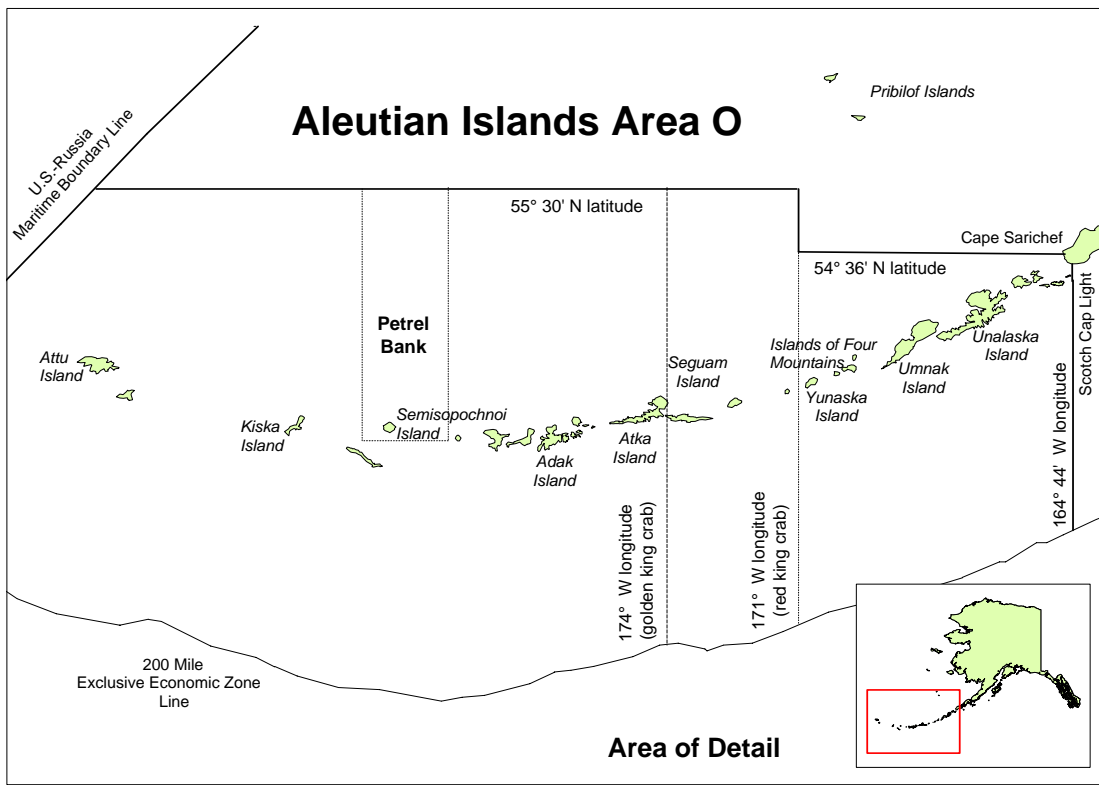 Aleutian Islands Area O
Pribilof Islands
U.S.-Russia
Maritime Boundary Line
55° 30' N latitude
Cape Sarichef
54° 36' N latitude
Scotch Cap Light
164° 44' W longitude
Petrel
Bank
Attu
Island
Kiska
Island
Semisopochnoi
Island
Adak
Island
Atka
Island
Seguam
Island
Islands of Four
Mountains
Yunaska
Island
Umnak
Island
Unalaska
Island
174° W longitude
(golden king crab)
171° W longitude
(red king crab)
200 Mile
Exclusive Economic Zone
Line
Area of Detail